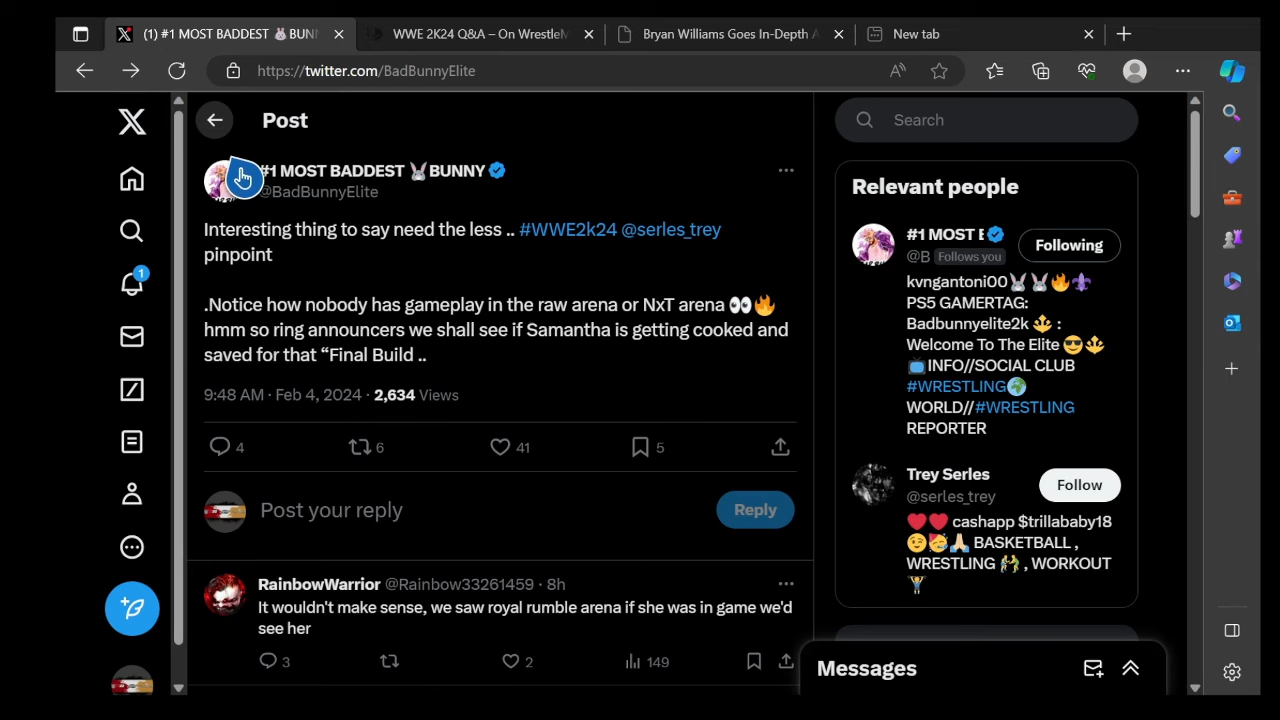 (1) #1 MOST BADDEST 🐰BUNN
WWE 2K24 Q&A – On WrestleM
Bryan Williams Goes In-Depth A
New tab
https://twitter.com/BadBunnyElite
Post
#1 MOST BADDEST 🐰BUNNY
@BadBunnyElite
Interesting thing to say need the less .. #WWE2k24 @serles_trey
pinpoint
.Notice how nobody has gameplay in the raw arena or NxT arena 👀🔥
hmm so ring announcers we shall see if Samantha is getting cooked and
saved for that “Final Build ..
9:48 AM · Feb 4, 2024 · 2,634 Views
4 6 41 5
Post your reply
Reply
RainbowWarrior @Rainbow33261459 · 8h
It wouldn't make sense, we saw royal rumble arena if she was in game we'd
see her
3 2 149
1
Search
Relevant people
#1 MOST E
Following
@B Follows you
kvngantoni00🐰🐰🔥⚜️
PS5 GAMERTAG:
Badbunnyelite2k 🔱 :
Welcome To The Elite 😎🔱
📺INFO//SOCIAL CLUB
#WRESTLING🌍
WORLD//#WRESTLING
REPORTER
Trey Serles
Follow
@serles_trey
❤️❤️ cashapp $trillababy18
😉🥳🙏🏼 BASKETBALL ,
WRESTLING 🤼 , WORKOUT
🏋️
Messages